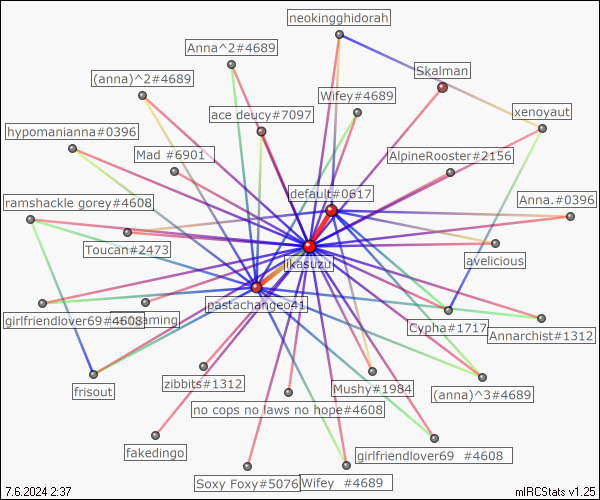 neokingghidorah
Anna^2#4689
Skalman
(anna)^2#4689
Wifey#4689
ace deucy#7097
xenoyaut
hypomanianna#0396
Mad #6901
AlpineRooster#2156
default#0617
ramshackle gorey#4608
Anna.#0396
Toucan#2473
avelicious
likasuzu
pastachange41
girlfriendlover69#4608
aming
Cypha#1717
Annarchist#1312
zibbits#1312
Mushy#1984
(anna)^3#4689
frisout
no cops no laws no hope#4608
fakedingo
girlfriendlover69 #4608
Soxy Foxy#5076
Wifey #4689
7.6.2024 2:37
mIRCStats v1.25